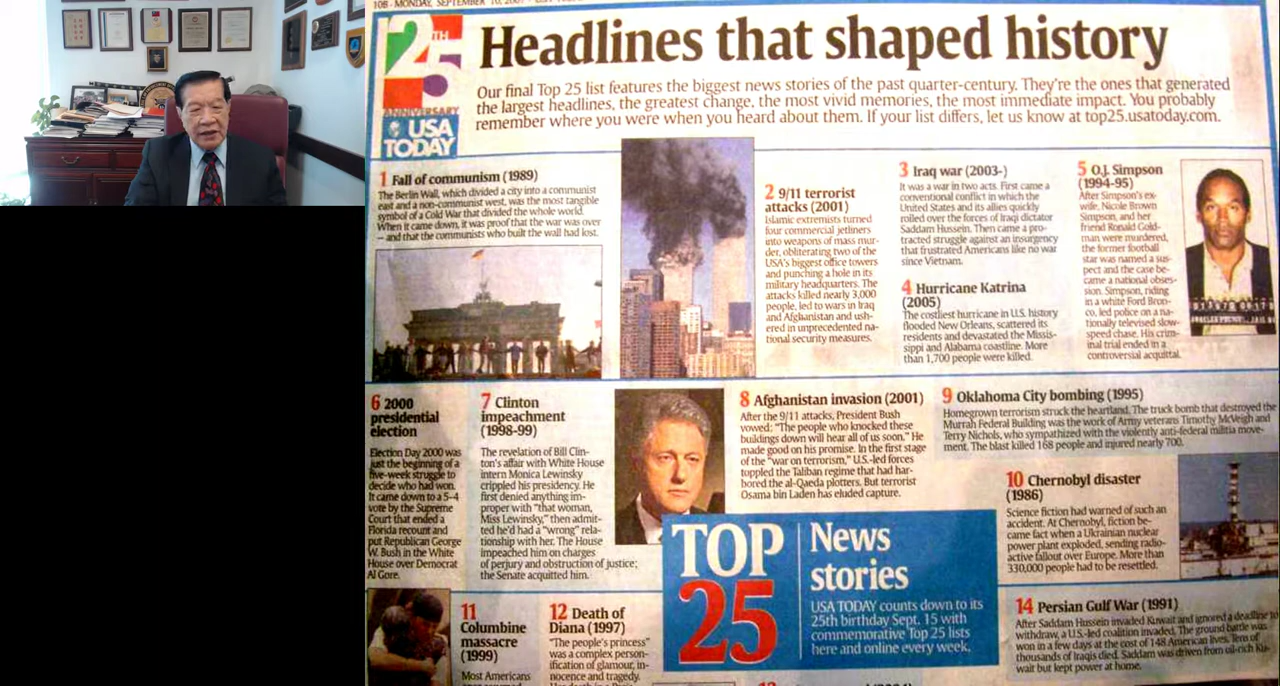 10B · MONDAY, SEPTEMBER 10, 2007
25TH
ANNIVERSARY
USA
TODAY
Headlines that shaped history
Our final Top 25 list features the biggest news stories of the past quarter-century. They're the ones that generated
the largest headlines, the greatest change, the most vivid memories, the most immediate impact. You probably
remember where you were when you heard about them. If your list differs, let us know at top25.usatoday.com.
1 Fall of communism (1989)
The Berlin Wall, which divided a city into a communist
east and a non-communist west, was the most tangible
symbol of a Cold War that divided the whole world.
When it came down, it was proof that the war was over
— and that the communists who built the wall had lost.
2 9/11 terrorist
attacks (2001)
Islamic extremists turned
four commercial jetliners
into weapons of mass mur-
der, obliterating two of the
USA's biggest office towers
and punching a hole in its
military headquarters. The
attacks killed nearly 3,000
people, led to wars in Iraq
and Afghanistan and ush-
ered in unprecedented na-
tional security measures.
3 Iraq war (2003-)
It was a war in two acts. First came a
conventional conflict in which the
United States and its allies quickly
rolled over the forces of Iraqi dictator
Saddam Hussein. Then came a pro-
tracted struggle against an insurgency
that frustrated Americans like no war
since Vietnam.
4 Hurricane Katrina
(2005)
The costliest hurricane in U.S. history
flooded New Orleans, scattered its
residents and devastated the Missis-
sippi and Alabama coastline. More
than 1,700 people were killed.
5 O.J. Simpson
(1994-95)
After Simpson's ex-
wife, Nicole Brown
Simpson, and her
friend Ronald Gold-
man were murdered,
the former football
star was named a sus-
pect and the case be-
came a national obses-
sion. Simpson, riding
in a white Ford Bron-
co, led police on a na-
tionally televised slow-
speed chase. His crim-
inal trial ended in a
controversial acquittal.
6 2000
presidential
election
Election Day 2000 was
just the beginning of a
five-week struggle to
decide who had won.
It came down to a 5-4
vote by the Supreme
Court that ended a
Florida recount and
put Republican George
W. Bush in the White
House over Democrat
Al Gore.
7 Clinton
impeachment
(1998-99)
The revelation of Bill Clin-
ton's affair with White House
intern Monica Lewinsky
crippled his presidency. He
first denied anything im-
proper with "that woman,
Miss Lewinsky," then admit-
ted he'd had a "wrong" rela-
tionship with her. The House
impeached him on charges
of perjury and obstruction of justice;
the Senate acquitted him.
8 Afghanistan invasion (2001)
After the 9/11 attacks, President Bush
vowed: "The people who knocked these
buildings down will hear all of us soon." He
made good on his promise. In the first stage
of the "war on terrorism," U.S.-led forces
toppled the Taliban regime that had har-
bored the al-Qaeda plotters. But terrorist
Osama bin Laden has eluded capture.
9 Oklahoma City bombing (1995)
Homegrown terrorism struck the heartland. The truck bomb that destroyed the
Murrah Federal Building was the work of Army veterans Timothy McVeigh and
Terry Nichols, who sympathized with the violently anti-federal militia move-
ment. The blast killed 168 people and injured nearly 700.
10 Chernobyl disaster
(1986)
Science fiction had warned of such an
accident. At Chernobyl, fiction be-
came fact when a Ukrainian nuclear
power plant exploded, sending radio-
active fallout over Europe. More than
330,000 people had to be resettled.
TOP
25
News
stories
USA TODAY counts down to its
25th birthday Sept. 15 with
commemorative Top 25 lists
here and online every week.
11
Columbine
massacre
(1999)
Most Americans
12 Death of
Diana (1997)
"The people's princess"
was a complex person-
ification of glamour, in-
nocence and tragedy.
14 Persian Gulf War (1991)
After Saddam Hussein invaded Kuwait and ignored a deadline to
withdraw, a U.S.-led coalition invaded. The ground battle was
won in a few days at the cost of 148 American lives. Tens of
thousands of Iraqis died. Saddam was driven from oil-rich Ku-
wait but kept power at home.